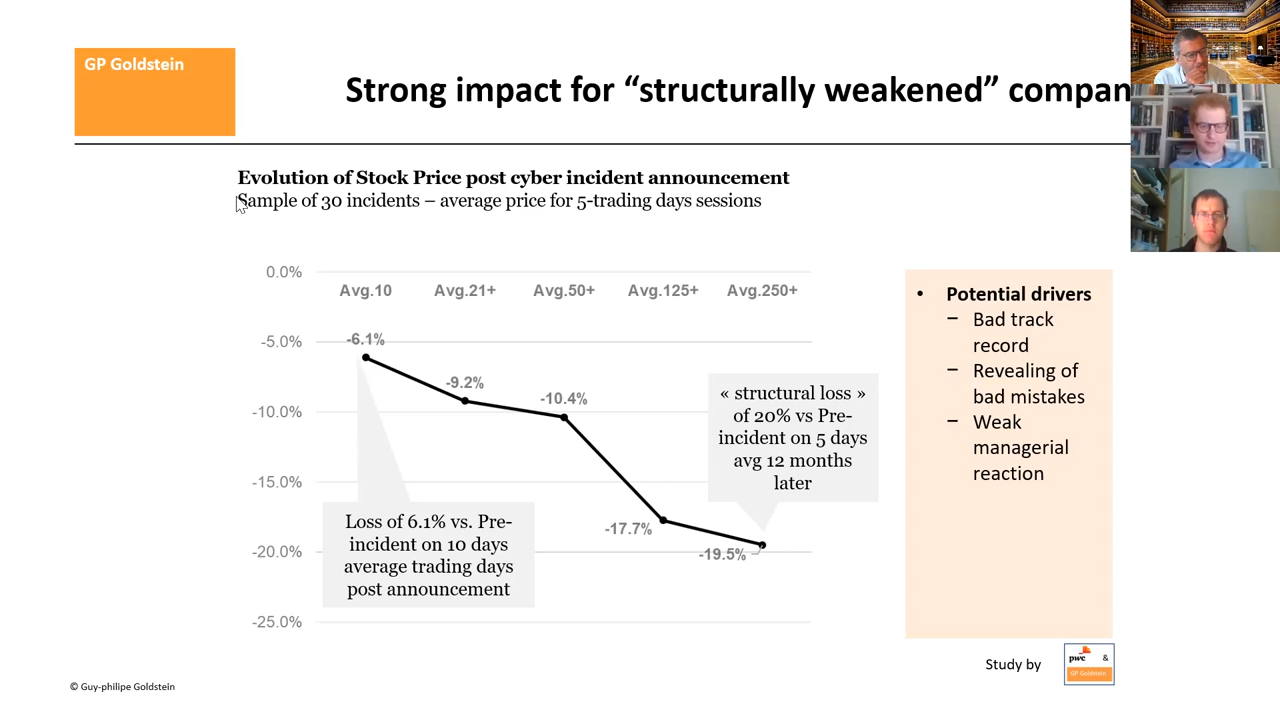 GP Goldstein
Strong impact for “structurally weakened” compan
Evolution of Stock Price post cyber incident announcement
Sample of 30 incidents – average price for 5-trading days sessions
0.0%
Avg.10 Avg.21+ Avg.50+ Avg.125+ Avg.250+
-5.0%
-6.1%
-9.2%
-10.0%
-10.4%
-15.0%
-17.7%
-20.0%
-19.5%
-25.0%
« structural loss »
of 20% vs Pre-
incident on 5 days
avg 12 months
later
Loss of 6.1% vs. Pre-
incident on 10 days
average trading days
post announcement
• Potential drivers
– Bad track
record
– Revealing of
bad mistakes
– Weak
managerial
reaction
Study by
pwc &
GP Goldstein
© Guy-philipe Goldstein